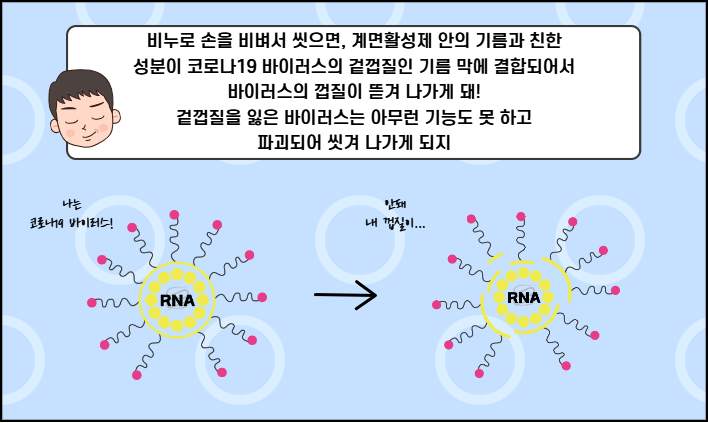 비누로 손을 비벼서 씻으면, 계면활성제 안의 기름과 친한
성분이 코로나19 바이러스의 겉껍질인 기름 막에 결합되어서
바이러스의 껍질이 뜯겨 나가게 돼!
겉껍질을 잃은 바이러스는 아무런 기능도 못 하고
파괴되어 씻겨 나가게 되지
나는
코로나19 바이러스!
안돼
내 껍질이...
RNA
RNA